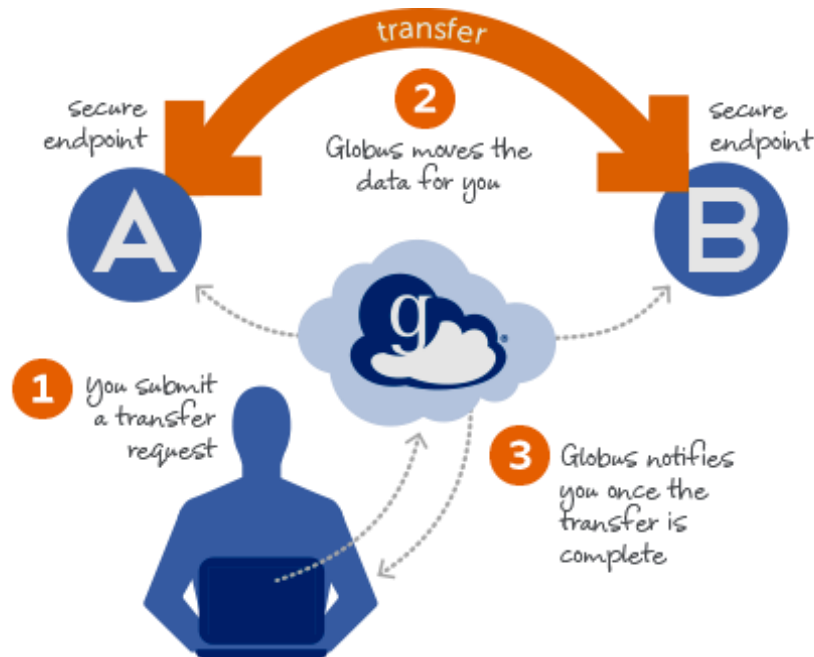 transfer
secure
endpoint
A
2
Globus moves the
data for you
secure
endpoint
B
g
®
1
You submit
a transfer
request
3
Globus notifies
you once the
transfer is
complete